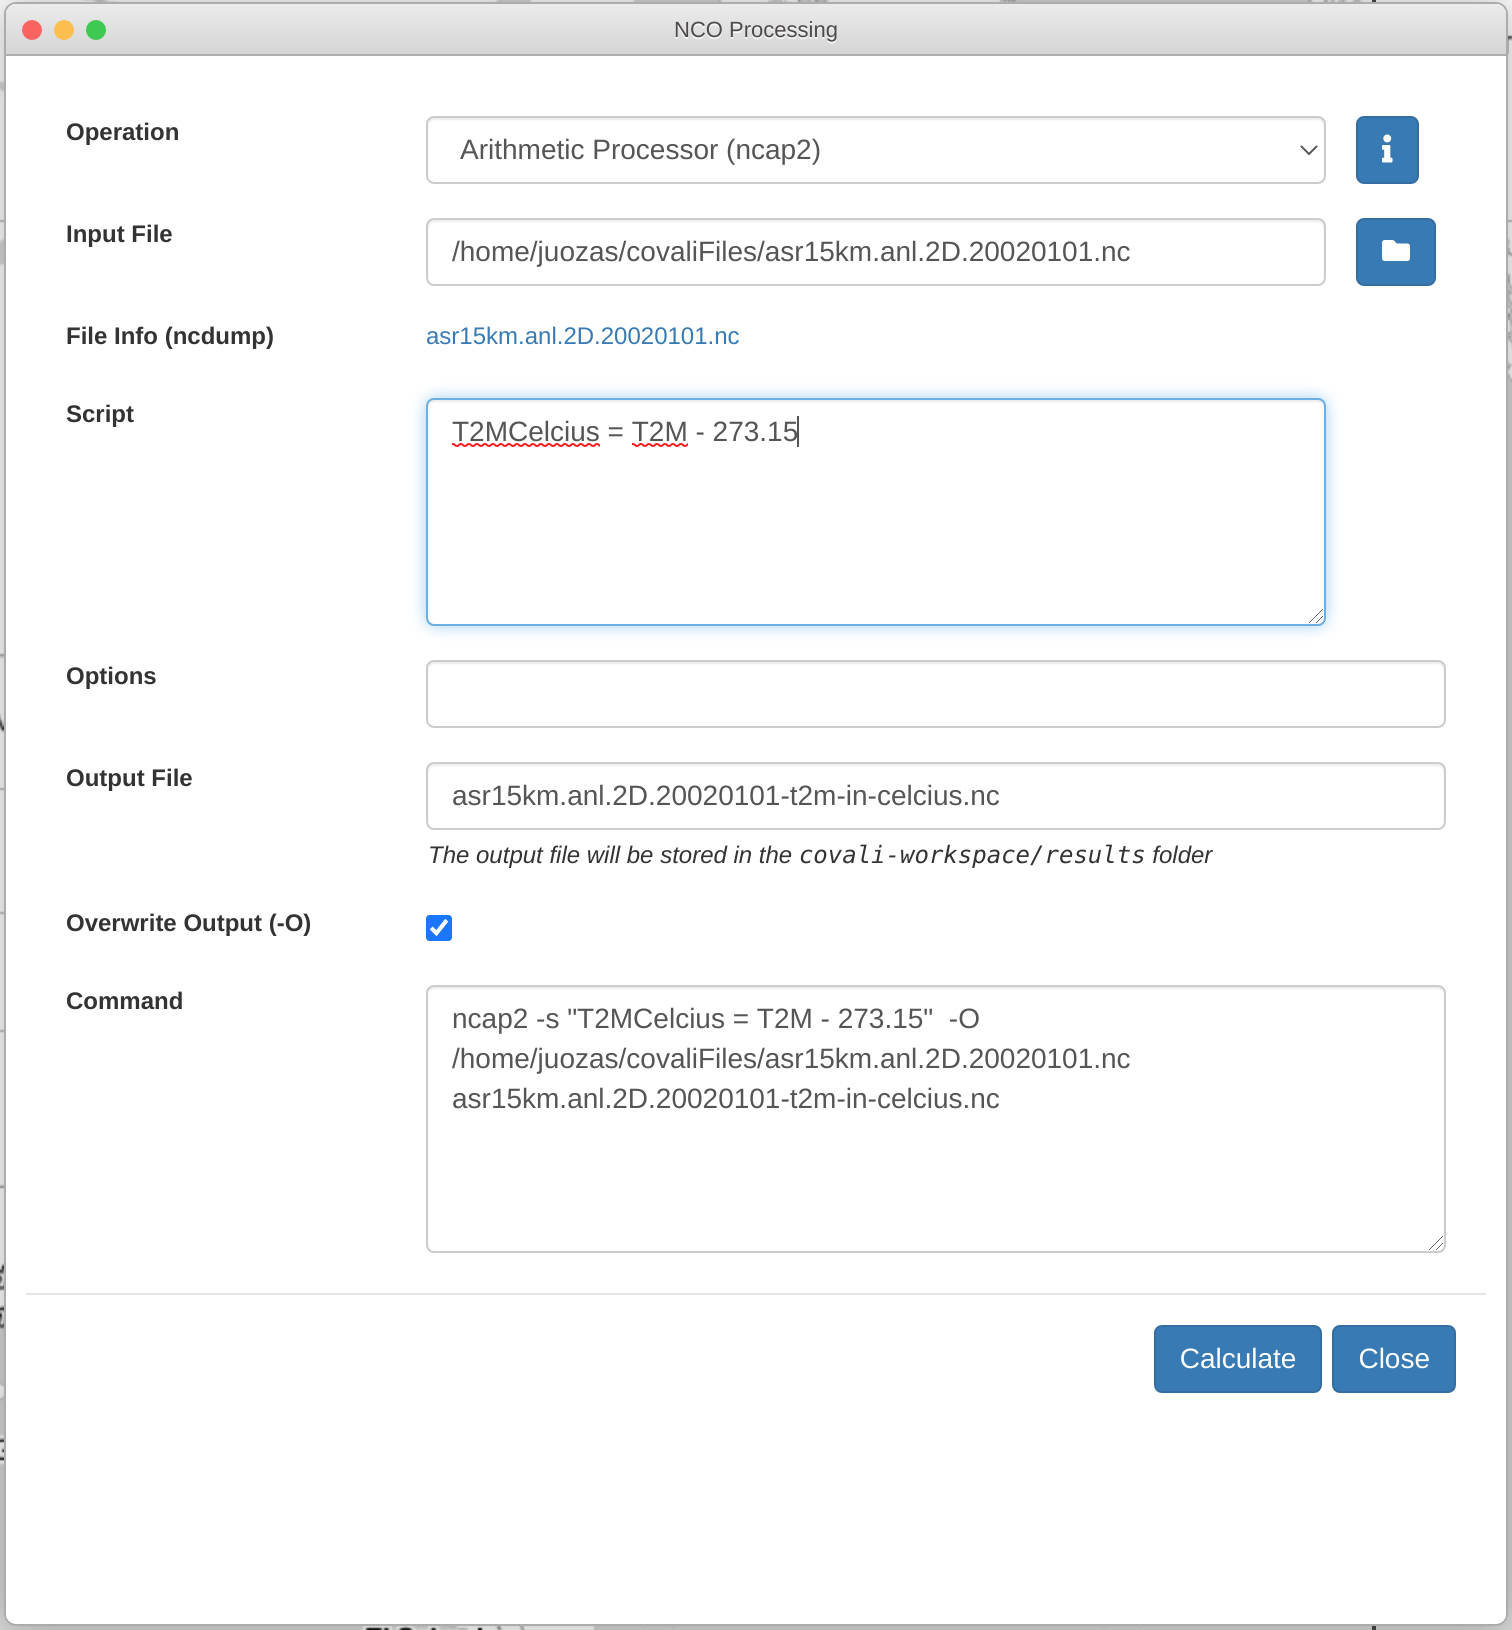 NCO Processing
Operation
Arithmetic Processor (ncap2)
Input File
/home/juozas/covaliFiles/asr15km.anl.2D.20020101.nc
File Info (ncdump)
asr15km.anl.2D.20020101.nc
Script
T2MCelcius = T2M - 273.15
Options
Output File
asr15km.anl.2D.20020101-t2m-in-celcius.nc
The output file will be stored in the covali-workspace/results folder
Overwrite Output (-O)
Command
ncap2 -s "T2MCelcius = T2M - 273.15"  -O
/home/juozas/covaliFiles/asr15km.anl.2D.20020101.nc
asr15km.anl.2D.20020101-t2m-in-celcius.nc
Calculate
Close